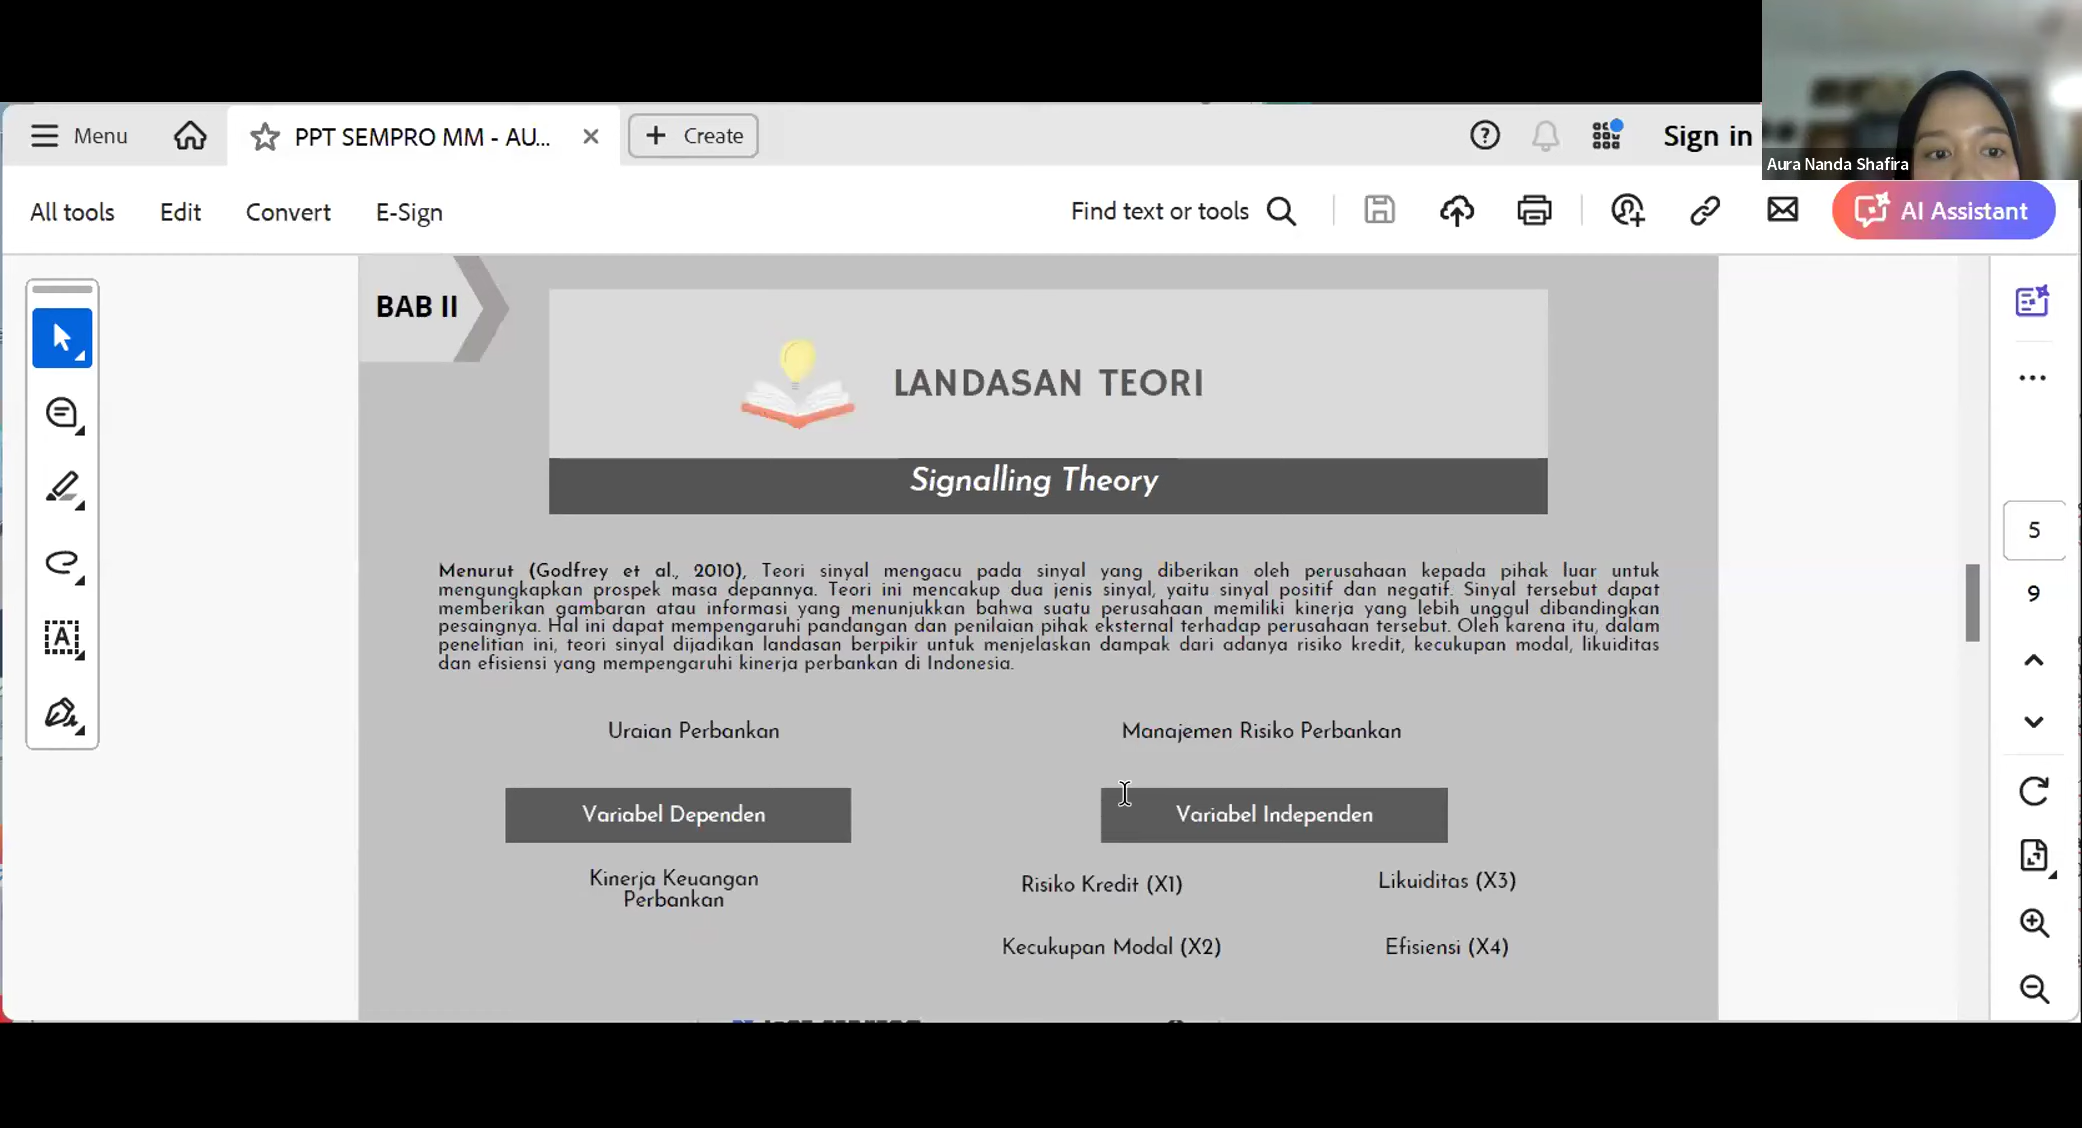 Aura Nanda Shafira
Menu
PPT SEMPRO MM - AU...
Create
Sign in
All tools
Edit
Convert
E-Sign
Find text or tools
AI Assistant
BAB II
LANDASAN TEORI
Signalling Theory
Menurut (Godfrey et al., 2010), Teori sinyal mengacu pada sinyal yang diberikan oleh perusahaan kepada pihak luar untuk
mengungkapkan prospek masa depannya. Teori ini mencakup dua jenis sinyal, yaitu sinyal positif dan negatif. Sinyal tersebut dapat
memberikan gambaran atau informasi yang menunjukkan bahwa suatu perusahaan memiliki kinerja yang lebih unggul dibandingkan
pesaingnya. Hal ini dapat mempengaruhi pandangan dan penilaian pihak eksternal terhadap perusahaan tersebut. Oleh karena itu, dalam
penelitian ini, teori sinyal dijadikan landasan berpikir untuk menjelaskan dampak dari adanya risiko kredit, kecukupan modal, likuiditas
dan efisiensi yang mempengaruhi kinerja perbankan di Indonesia.
Uraian Perbankan
Manajemen Risiko Perbankan
Variabel Dependen
Variabel Independen
Kinerja Keuangan
Perbankan
Risiko Kredit (X1)
Likuiditas (X3)
Kecukupan Modal (X2)
Efisiensi (X4)
5
9